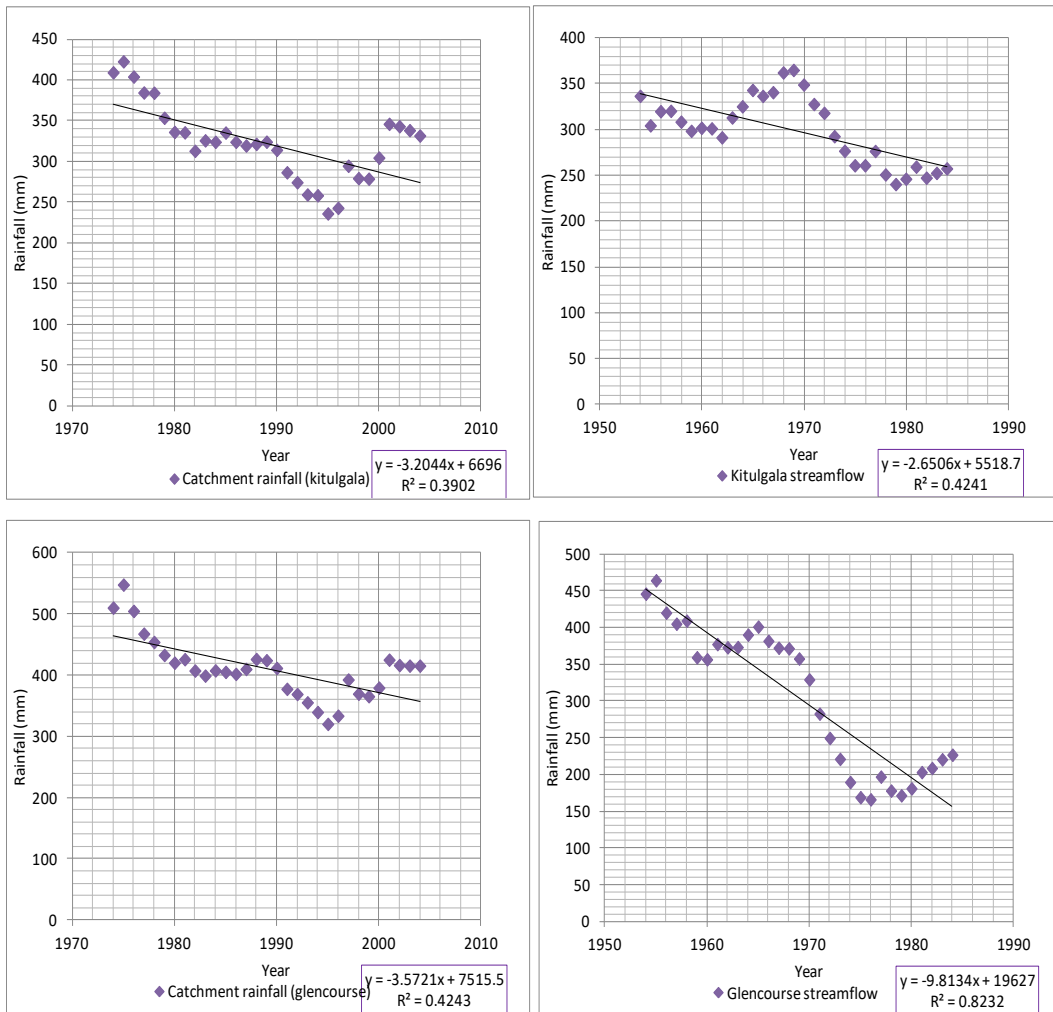 450
400
350
300
250
200
150
100
50
0
Rainfall (mm)
1970 1980 1990 2000 2010
Year
Catchment rainfall (kitulgala)
y = -3.2044x + 6696
R² = 0.3902
400
350
300
250
200
150
100
50
0
Rainfall (mm)
1950 1960 1970 1980 1990
Year
Kitulgala streamflow
y = -2.6506x + 5518.7
R² = 0.4241
600
500
400
300
200
100
0
Rainfall (mm)
1970 1980 1990 2000 2010
Year
Catchment rainfall (glencourse)
y = -3.5721x + 7515.5
R² = 0.4243
500
450
400
350
300
250
200
150
100
50
0
Rainfall (mm)
1950 1960 1970 1980 1990
Year
Glencourse streamflow
y = -9.8134x + 19627
R² = 0.8232